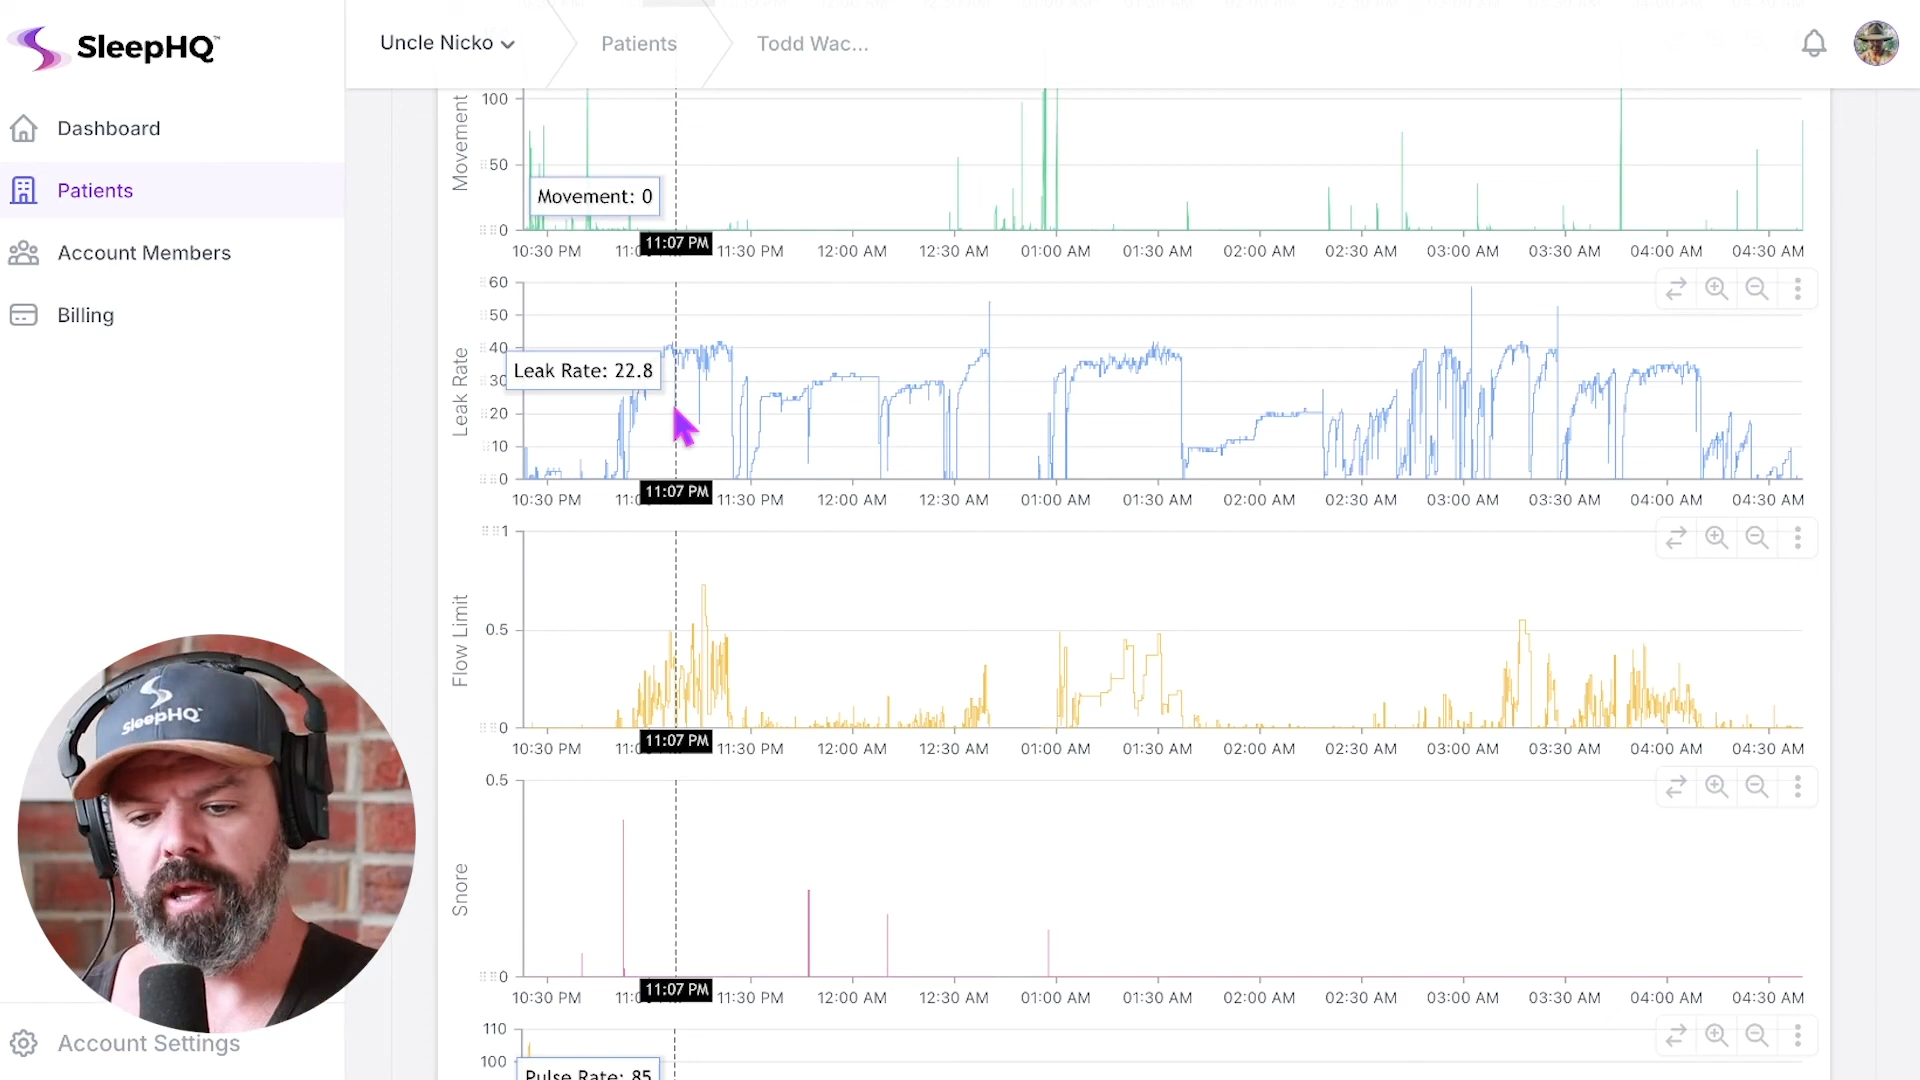 SleepHQ™
Uncle Nicko
Patients
Todd Wac...
Dashboard
Patients
Account Members
Billing
Account Settings
SleepHQ
Movement
100
50
0
Movement: 0
10:30 PM
11:07 PM
11:30 PM
12:00 AM
12:30 AM
01:00 AM
01:30 AM
02:00 AM
02:30 AM
03:00 AM
03:30 AM
04:00 AM
04:30 AM
Leak Rate
60
50
40
30
20
10
0
Leak Rate: 22.8
10:30 PM
11:07 PM
11:30 PM
12:00 AM
12:30 AM
01:00 AM
01:30 AM
02:00 AM
02:30 AM
03:00 AM
03:30 AM
04:00 AM
04:30 AM
Flow Limit
1
0.5
0
10:30 PM
11:07 PM
11:30 PM
12:00 AM
12:30 AM
01:00 AM
01:30 AM
02:00 AM
02:30 AM
03:00 AM
03:30 AM
04:00 AM
04:30 AM
Snore
0.5
0
10:30 PM
11:07 PM
11:30 PM
12:00 AM
12:30 AM
01:00 AM
01:30 AM
02:00 AM
02:30 AM
03:00 AM
03:30 AM
04:00 AM
04:30 AM
110
100
Pulse Rate: 85